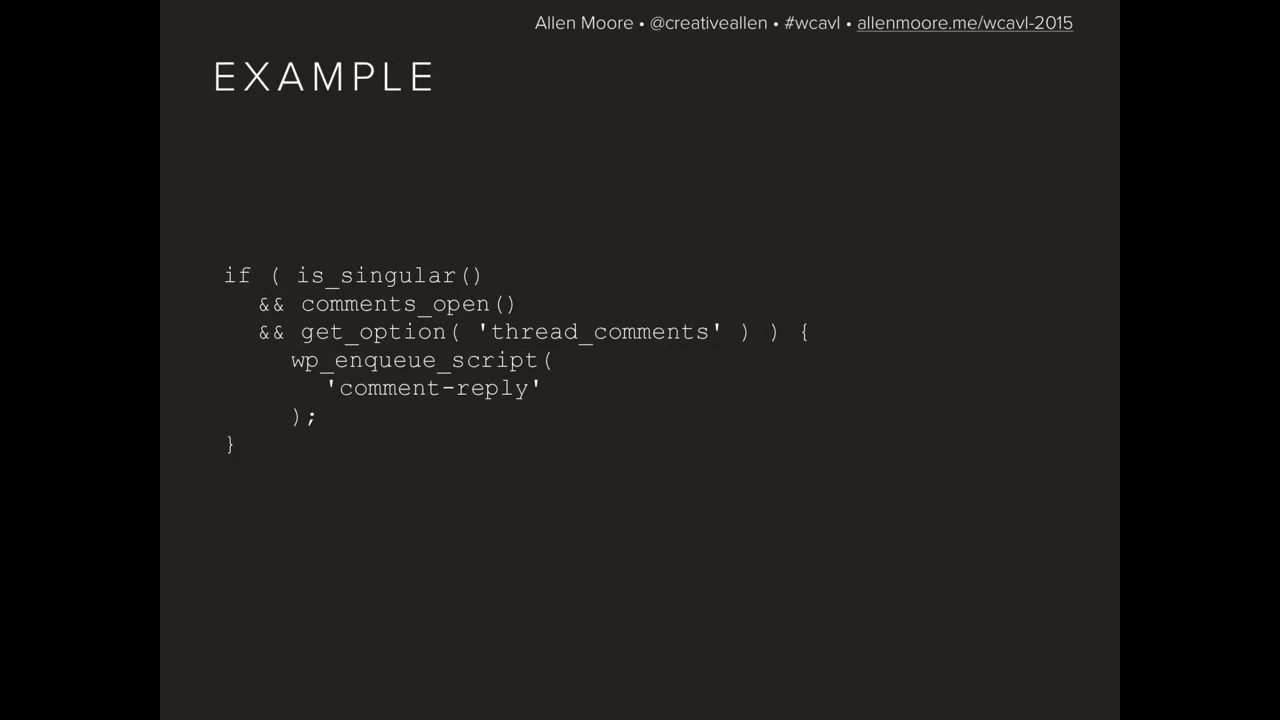 Allen Moore • @creativeallen • #wcavl • allenmoore.me/wcavl-2015
EXAMPLE
if ( is_singular()
&& comments_open()
&& get_option( 'thread_comments' ) ) {
wp_enqueue_script(
'comment-reply'
);
}